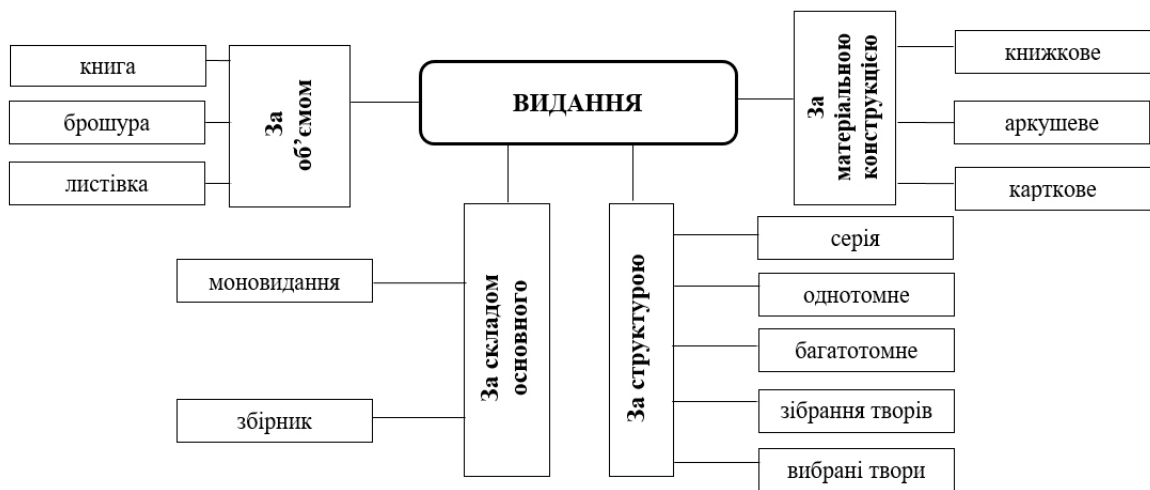 ВИДАННЯ
За
об’ємом
книга
брошура
листівка
За
матеріальною
конструкцією
книжкове
аркушеве
карткове
За складом
основного
моновидання
збірник
За структурою
серія
однотомне
багатотомне
зібрання творів
вибрані твори